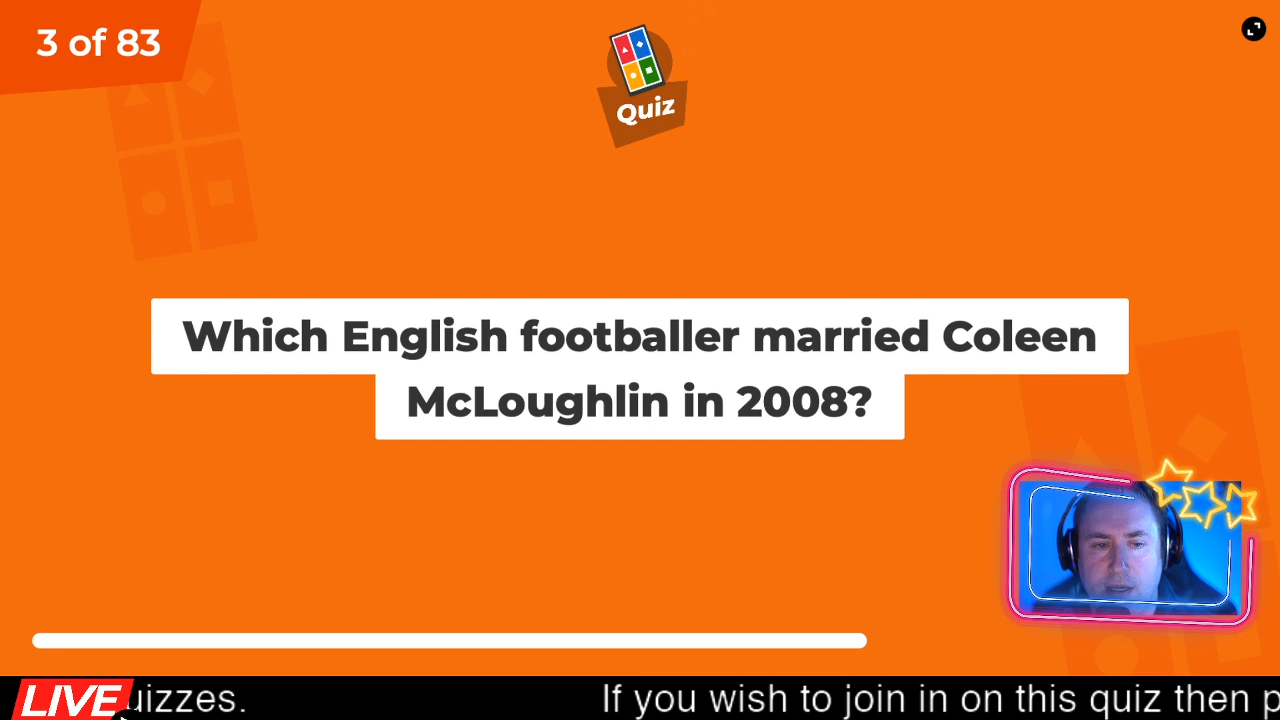 3 of 83
Quiz
Which English footballer married Coleen
McLoughlin in 2008?
LIVE uizzes. If you wish to join in on this quiz then p